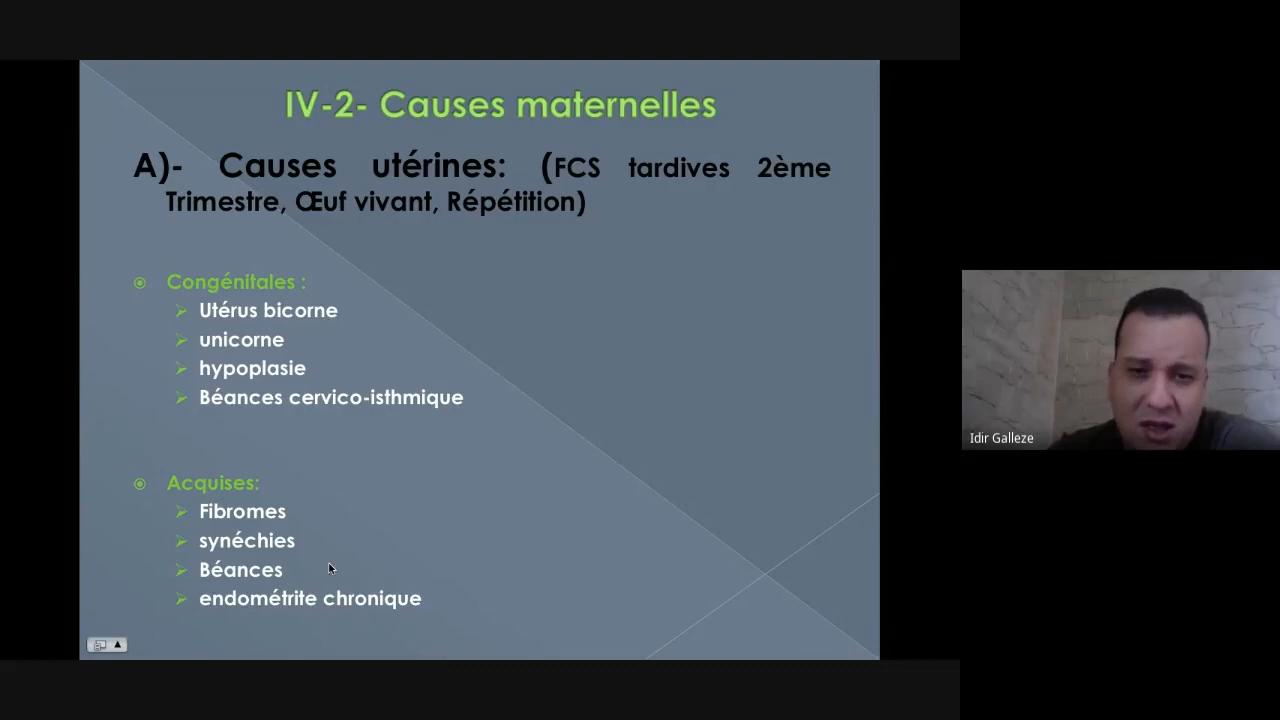 IV-2- Causes maternelles
A)- Causes utérines: (FCS tardives 2ème
Trimestre, Œuf vivant, Répétition)
Congénitales :
Utérus bicorne
unicorne
hypoplasie
Béances cervico-isthmique
Acquises:
Fibromes
synéchies
Béances
endométrite chronique
Idir Galleze